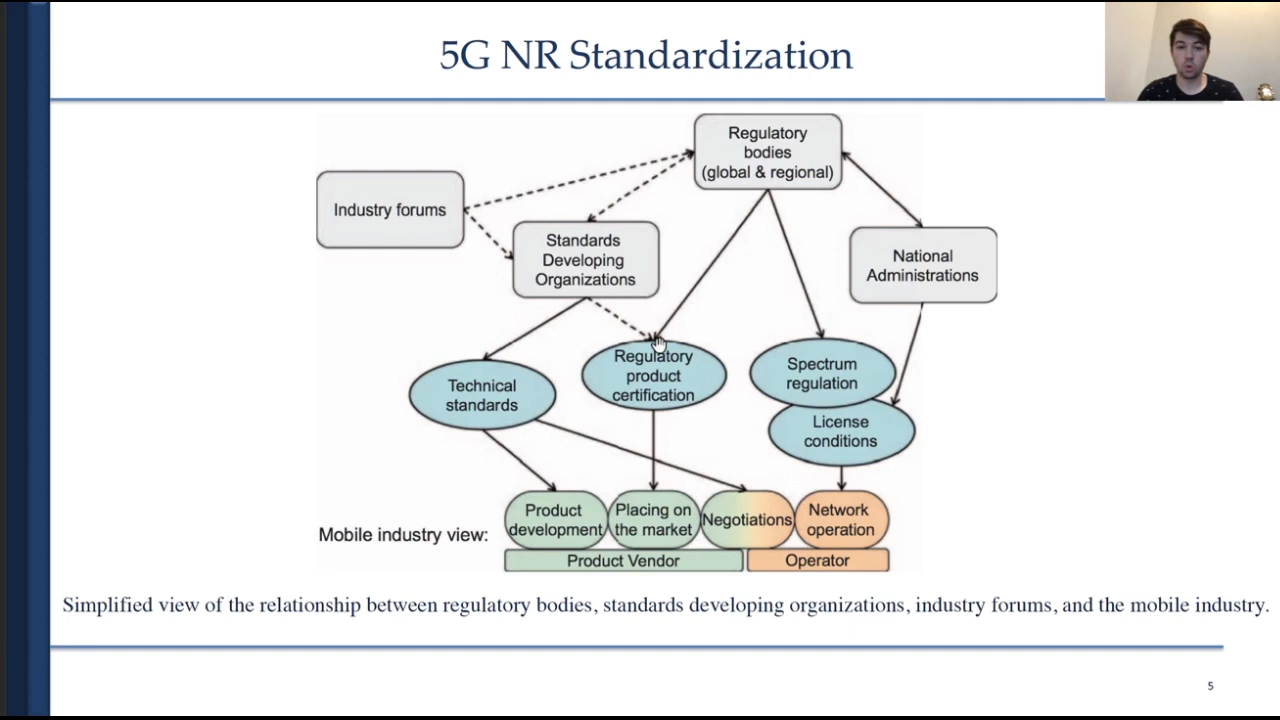 5G NR Standardization
Regulatory
bodies
(global & regional)
Industry forums
Standards
Developing
Organizations
National
Administrations
Technical
standards
Regulatory
product
certification
Spectrum
regulation
License
conditions
Mobile industry view:
Product
development
Placing on
the market
Negotiations
Network
operation
Product Vendor
Operator
Simplified view of the relationship between regulatory bodies, standards developing organizations, industry forums, and the mobile industry.
5